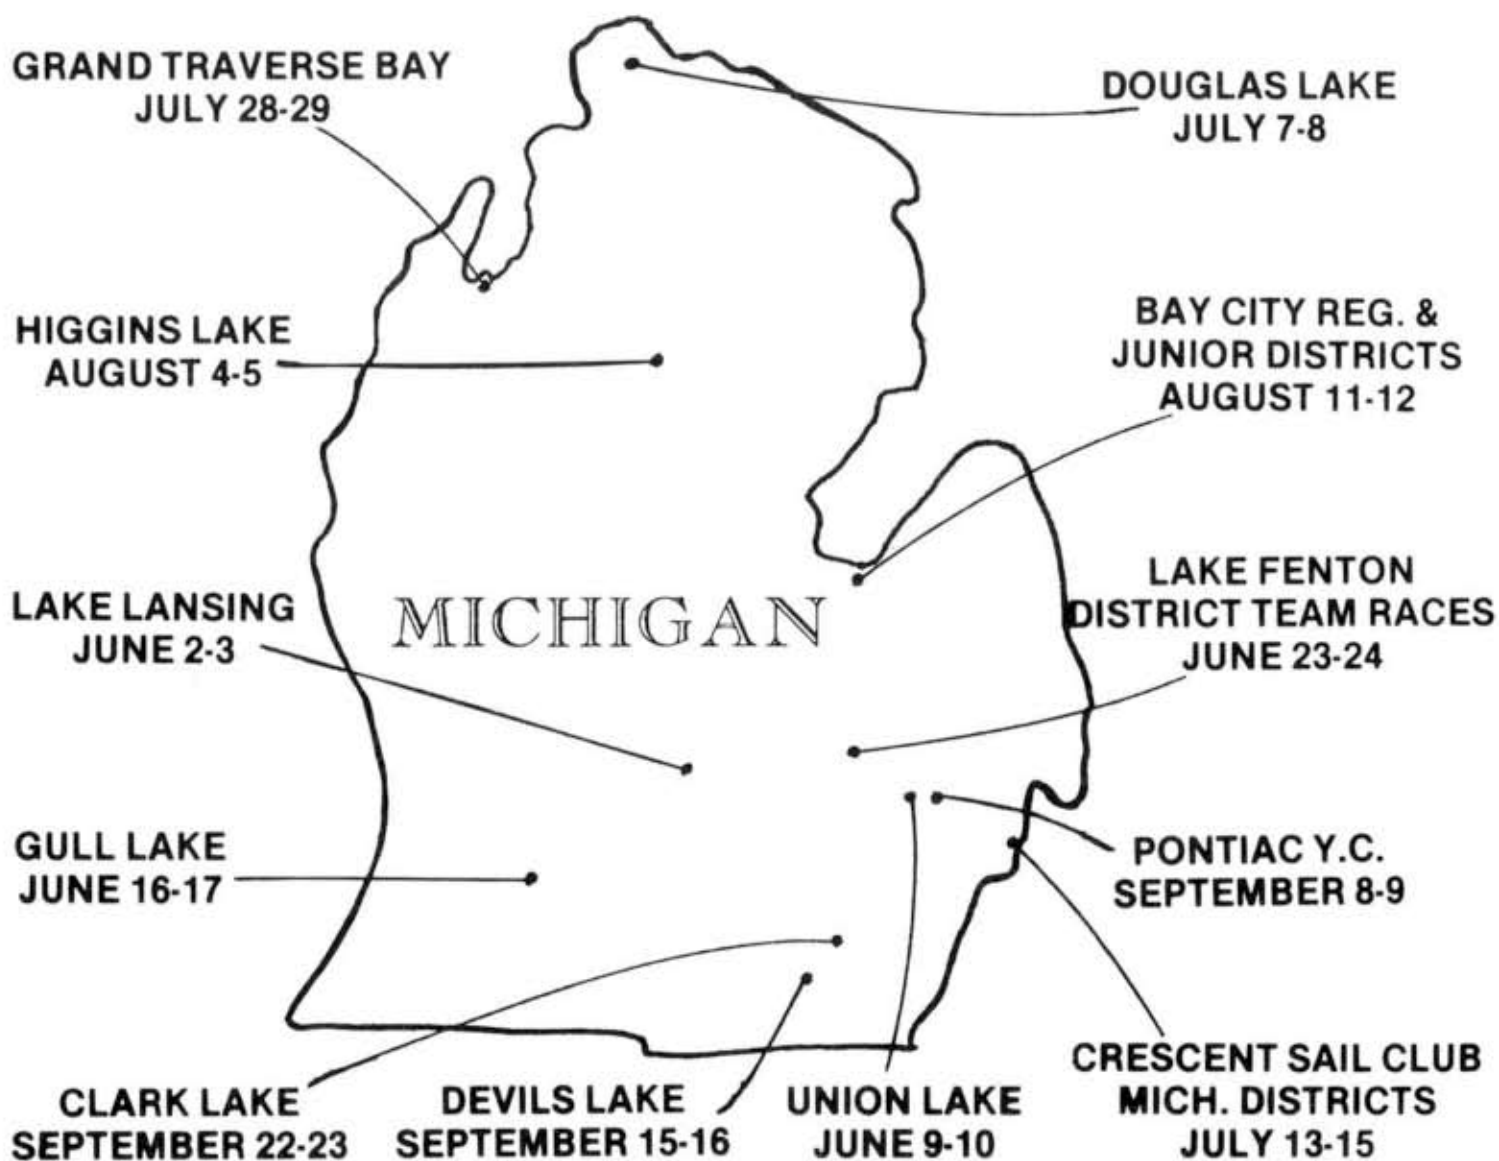 GRAND TRAVERSE BAY
JULY 28-29
DOUGLAS LAKE
JULY 7-8
HIGGINS LAKE
AUGUST 4-5
BAY CITY REG. &
JUNIOR DISTRICTS
AUGUST 11-12
LAKE LANSING
JUNE 2-3
MICHIGAN
LAKE FENTON
DISTRICT TEAM RACES
JUNE 23-24
GULL LAKE
JUNE 16-17
PONTIAC Y.C.
SEPTEMBER 8-9
CLARK LAKE
SEPTEMBER 22-23
DEVILS LAKE
SEPTEMBER 15-16
UNION LAKE
JUNE 9-10
CRESCENT SAIL CLUB
MICH. DISTRICTS
JULY 13-15